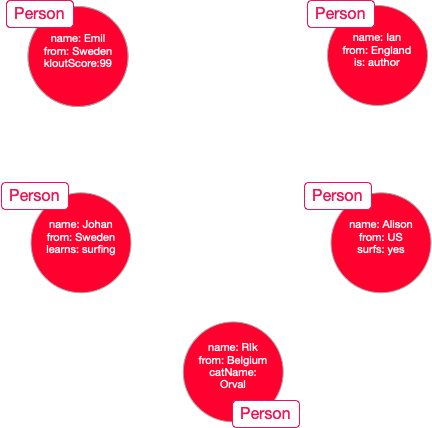 Person
name: Emil
from: Sweden
kloutScore:99
Person
name: Ian
from: England
is: author
Person
name: Johan
from: Sweden
learns: surfing
Person
name: Alison
from: US
surfs: yes
name: RIk
from: Belgium
catName:
Orval
Person